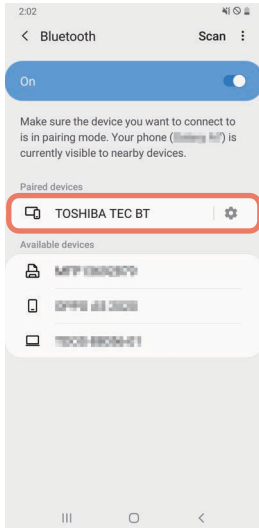 2:02
Bluetooth Scan
On
Make sure the device you want to connect to
is in pairing mode. Your phone ( ) is
currently visible to nearby devices.
Paired devices
TOSHIBA TEC BT
Available devices